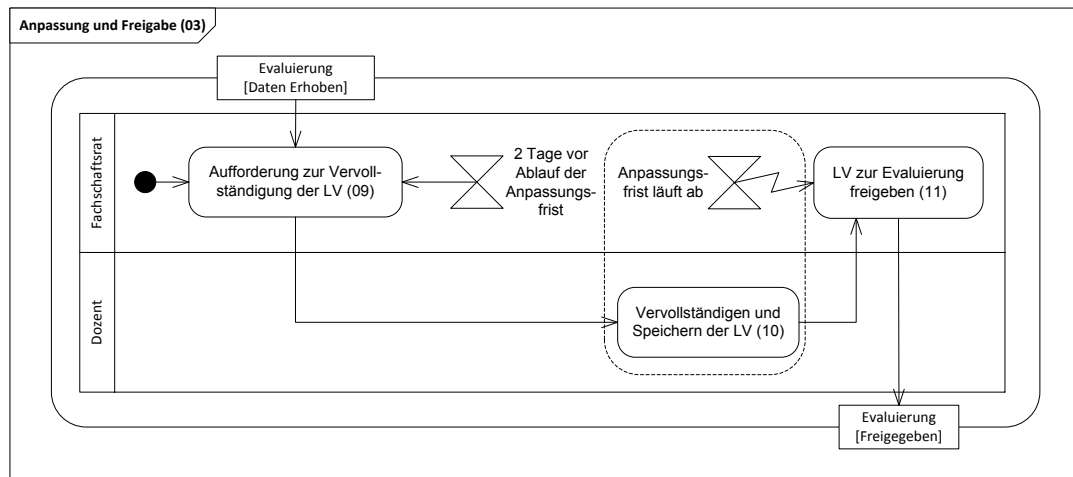 Anpassung und Freigabe (03)
Evaluierung
[Daten Erhoben]
Fachschaftsrat
Aufforderung zur Vervoll-
ständigung der LV (09)
2 Tage vor
Ablauf der
Anpassungs-
frist
Anpassungs-
frist läuft ab
LV zur Evaluierung
freigeben (11)
Dozent
Vervollständigen und
Speichern der LV (10)
Evaluierung
[Freigegeben]